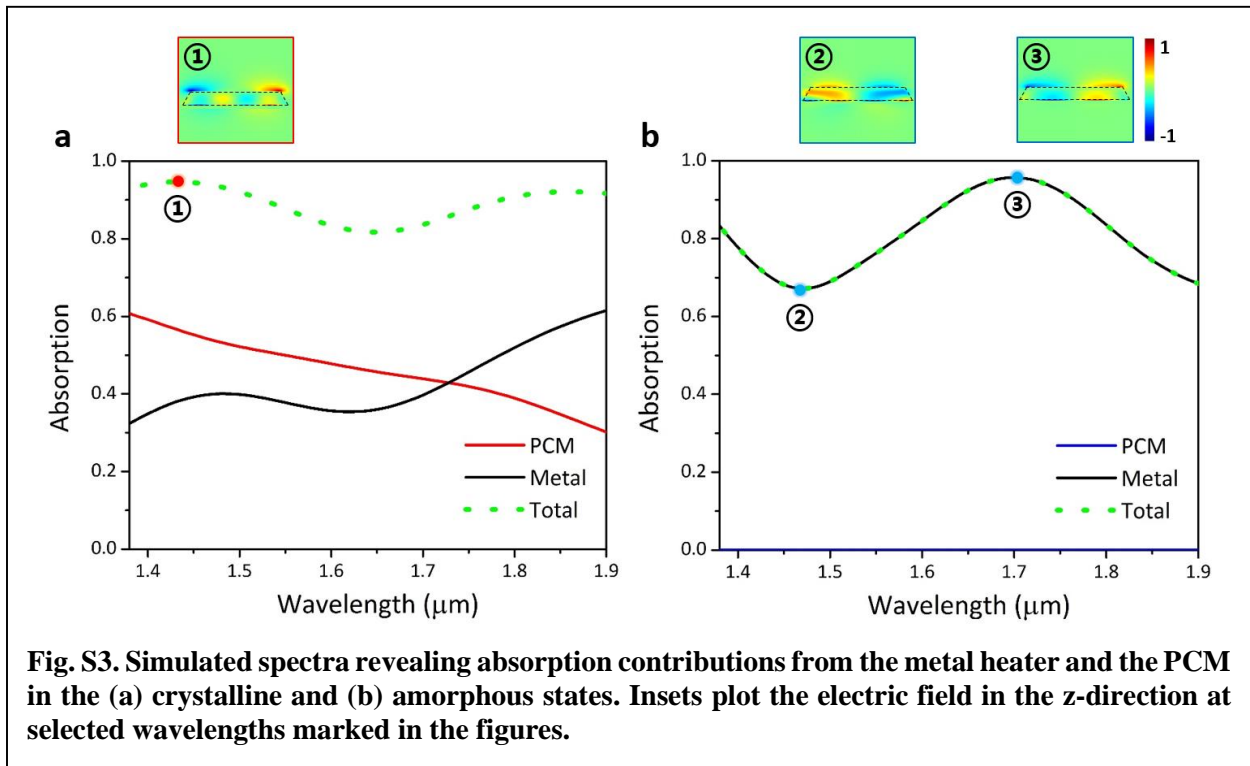 ①
②
③
1
-1
a
b
1.0
0.8
0.6
0.4
0.2
0.0
Absorption
①
PCM
Metal
Total
1.4
1.5
1.6
1.7
1.8
1.9
Wavelength (μm)
1.0
0.8
0.6
0.4
0.2
0.0
Absorption
②
③
PCM
Metal
Total
1.4
1.5
1.6
1.7
1.8
1.9
Wavelength (μm)
Fig. S3. Simulated spectra revealing absorption contributions from the metal heater and the PCM
in the (a) crystalline and (b) amorphous states. Insets plot the electric field in the z-direction at
selected wavelengths marked in the figures.